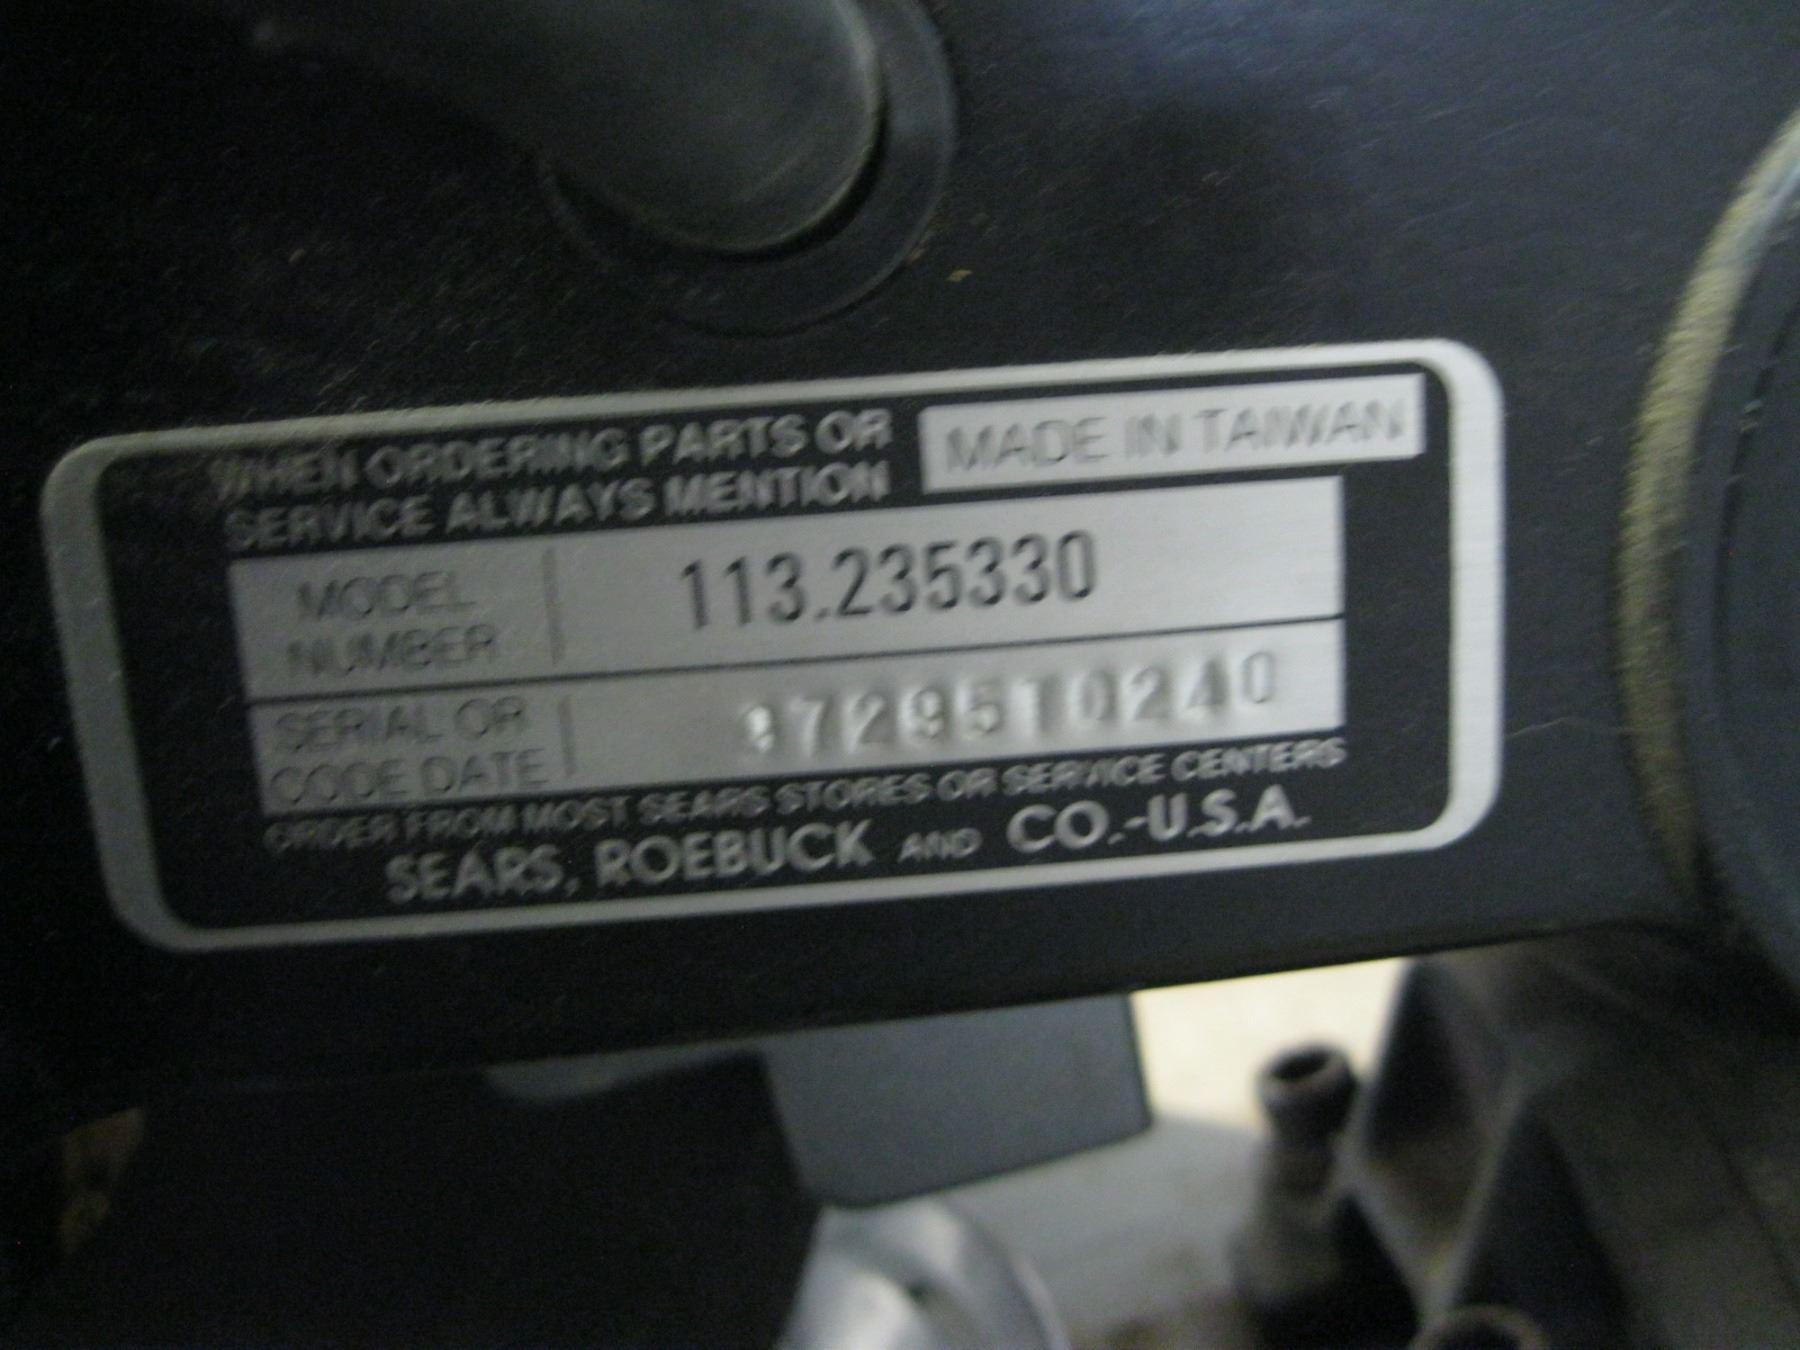 WHEN ORDERING PARTS OR
SERVICE ALWAYS MENTION
MADE IN TAIWAN
MODEL
NUMBER
113.235330
SERIAL OR
CODE DATE
ORDER FROM MOST SEARS STORES OR SERVICE CENTERS
SEARS, ROEBUCK AND CO.-U.S.A.